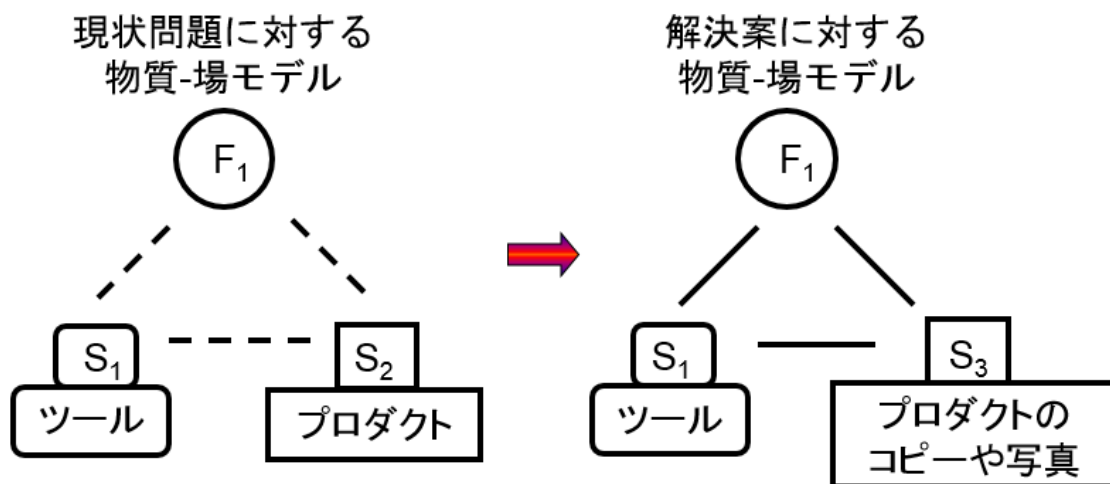 現状問題に対する
物質-場モデル
F₁
S₁
ツール
S₂
プロダクト
解決案に対する
物質-場モデル
F₁
S₁
ツール
S₃
プロダクトの
コピーや写真